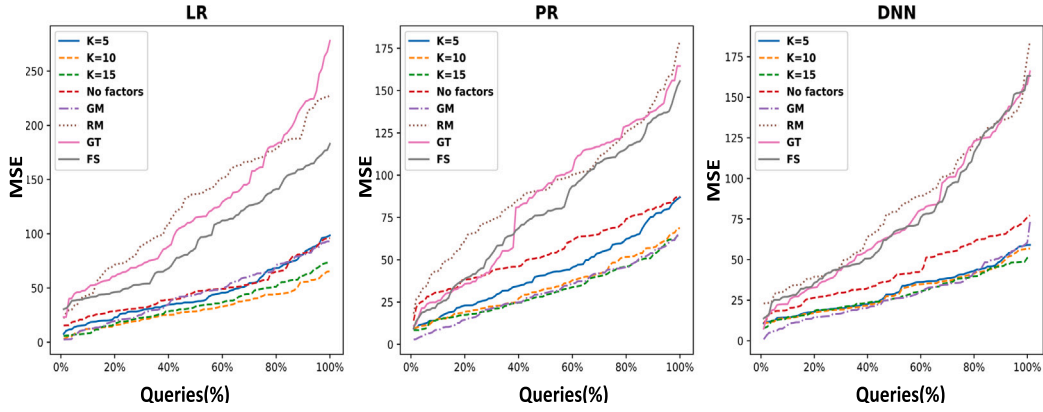 LR
MSE
250
200
150
100
50
0
K=5
K=10
K=15
No factors
GM
RM
GT
FS
0% 20% 40% 60% 80% 100%
Queries(%)
PR
MSE
175
150
125
100
75
50
25
0
K=5
K=10
K=15
No factors
GM
RM
GT
FS
0% 20% 40% 60% 80% 100%
Queries(%)
DNN
MSE
175
150
125
100
75
50
25
0
K=5
K=10
K=15
No factors
GM
RM
GT
FS
0% 20% 40% 60% 80% 100%
Queries(%)